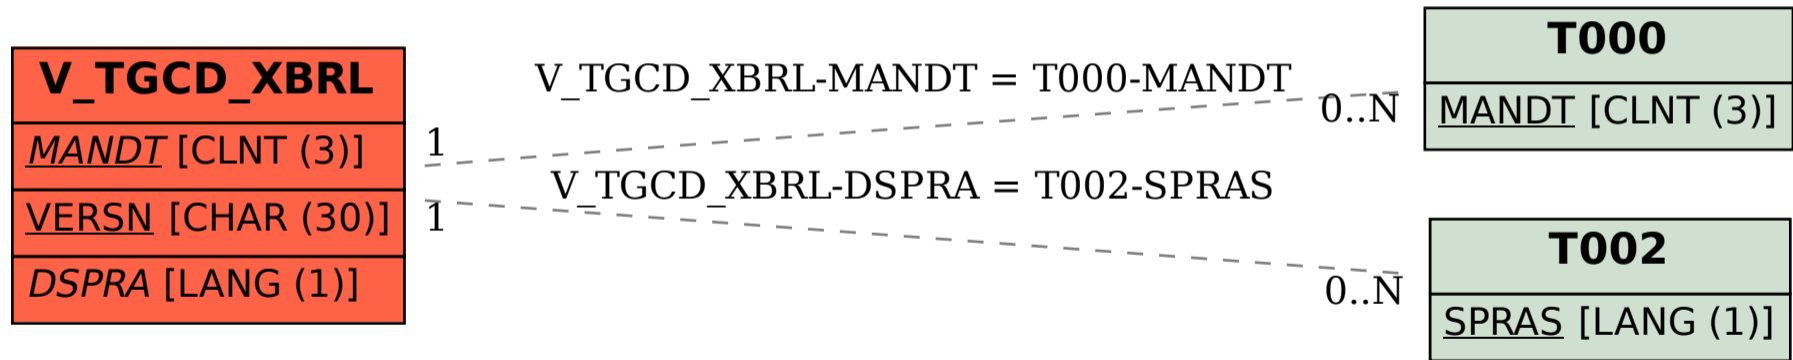 V_TGCD_XBRL
MANDT [CLNT (3)]
VERSN [CHAR (30)]
DSPRA [LANG (1)]
V_TGCD_XBRL-MANDT = T000-MANDT
1
0..N
V_TGCD_XBRL-DSPRA = T002-SPRAS
1
0..N
T000
MANDT [CLNT (3)]
T002
SPRAS [LANG (1)]